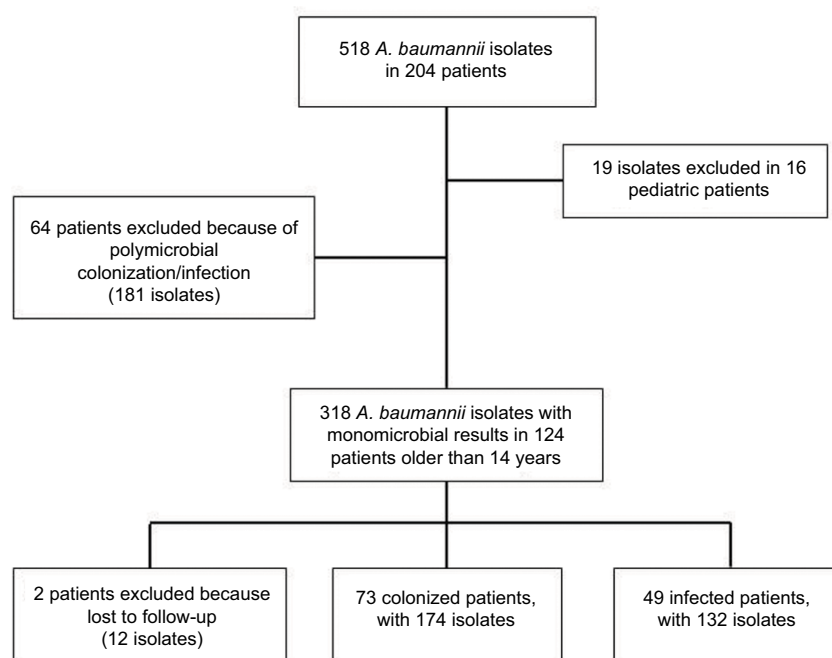 518 A. baumannii isolates
in 204 patients
19 isolates excluded in 16
pediatric patients
64 patients excluded because of
polymicrobial
colonization/infection
(181 isolates)
318 A. baumannii isolates with
monomicrobial results in 124
patients older than 14 years
2 patients excluded because
lost to follow-up
(12 isolates)
73 colonized patients,
with 174 isolates
49 infected patients,
with 132 isolates